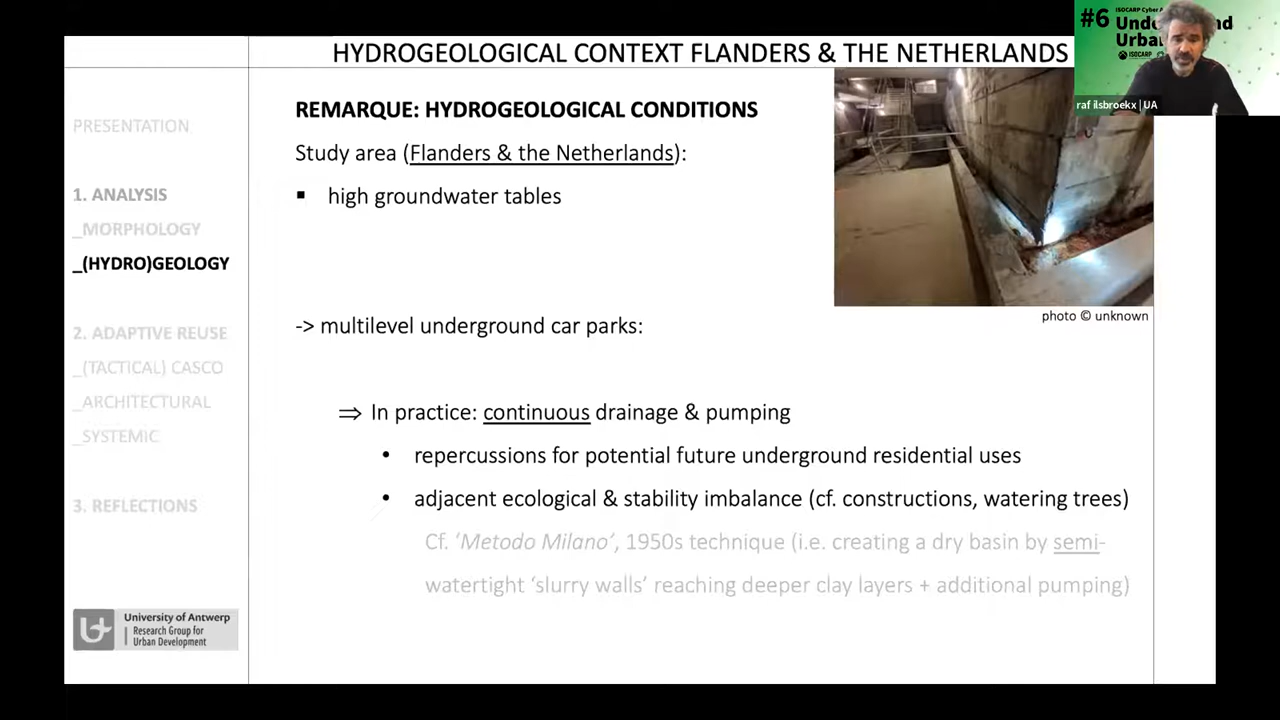 HYDROGEOLOGICAL CONTEXT FLANDERS & THE NETHERLANDS
#6
ISOCARP Cyber
Urba
ISOCARP
raf ilsbroekx | UA
PRESENTATION
1. ANALYSIS
_MORPHOLOGY
_(HYDRO)GEOLOGY
2. ADAPTIVE REUSE
_(TACTICAL) CASCO
_ARCHITECTURAL
_SYSTEMIC
3. REFLECTIONS
University of Antwerp
Research Group for
Urban Development
REMARQUE: HYDROGEOLOGICAL CONDITIONS
Study area (Flanders & the Netherlands):
▪ high groundwater tables
photo © unknown
-> multilevel underground car parks:
⇒ In practice: continuous drainage & pumping
• repercussions for potential future underground residential uses
• adjacent ecological & stability imbalance (cf. constructions, watering trees)
Cf. ‘Metodo Milano’, 1950s technique (i.e. creating a dry basin by semi-
watertight ‘slurry walls’ reaching deeper clay layers + additional pumping)